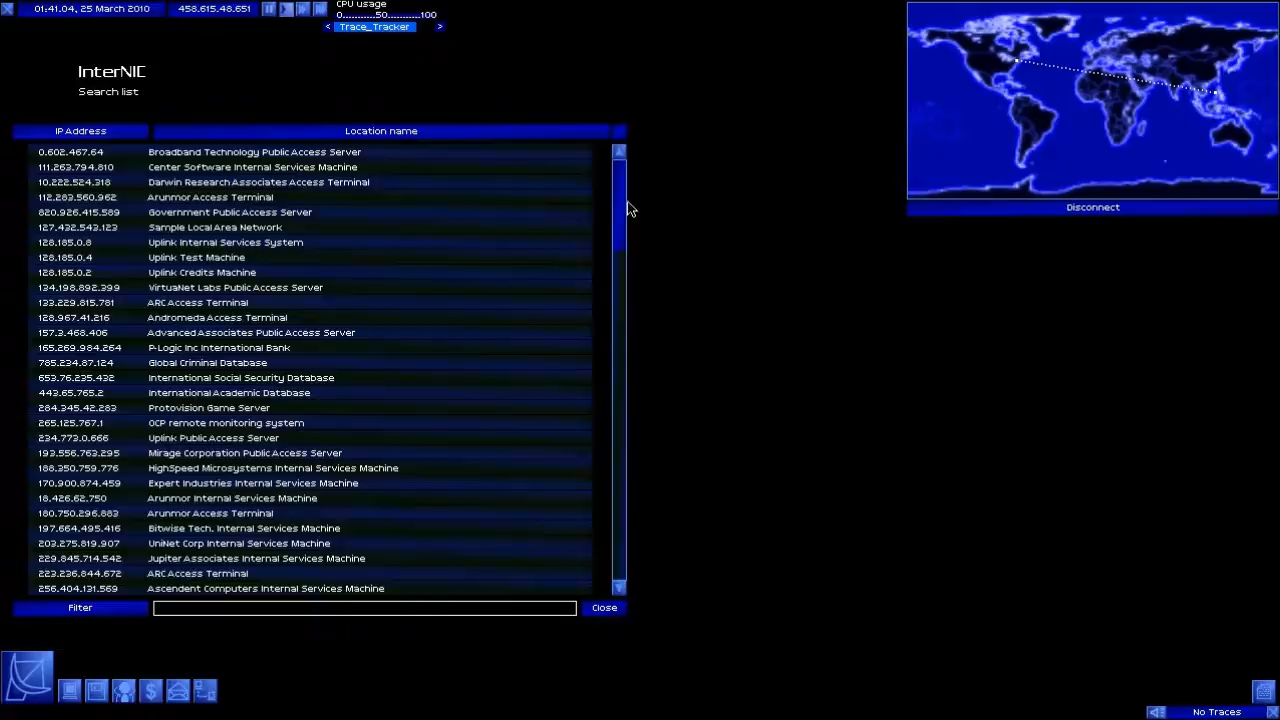 01:41.04, 25 March 2010
458.615.48.651
CPU usage
0..........50..........100
< Trace_Tracker >
InterNIC
Search list
IP Address Location name
0.602.467.64 Broadband Technology Public Access Server
111.263.794.810 Center Software Internal Services Machine
10.222.524.318 Darwin Research Associates Access Terminal
112.283.560.962 Arunmor Access Terminal
820.926.415.589 Government Public Access Server
127.432.543.123 Sample Local Area Network
128.185.0.8 Uplink Internal Services System
128.185.0.4 Uplink Test Machine
128.185.0.2 Uplink Credits Machine
134.198.892.399 VirtuaNet Labs Public Access Server
133.229.815.781 ARC Access Terminal
128.967.41.216 Andromeda Access Terminal
157.3.468.406 Advanced Associates Public Access Server
165.269.984.264 P-Logic Inc International Bank
785.234.87.124 Global Criminal Database
653.76.235.432 International Social Security Database
443.65.765.2 International Academic Database
284.345.42.283 Protovision Game Server
265.125.767.1 OCP remote monitoring system
234.773.0.666 Uplink Public Access Server
193.556.763.295 Mirage Corporation Public Access Server
188.350.759.776 HighSpeed Microsystems Internal Services Machine
170.900.874.459 Expert Industries Internal Services Machine
18.426.62.750 Arunmor Internal Services Machine
180.750.296.883 Arunmor Access Terminal
197.664.495.416 Bitwise Tech. Internal Services Machine
203.275.819.907 UniNet Corp Internal Services Machine
229.845.714.542 Jupiter Associates Internal Services Machine
223.236.844.672 ARC Access Terminal
256.404.131.569 Ascendent Computers Internal Services Machine
Filter Close
Disconnect
No Traces